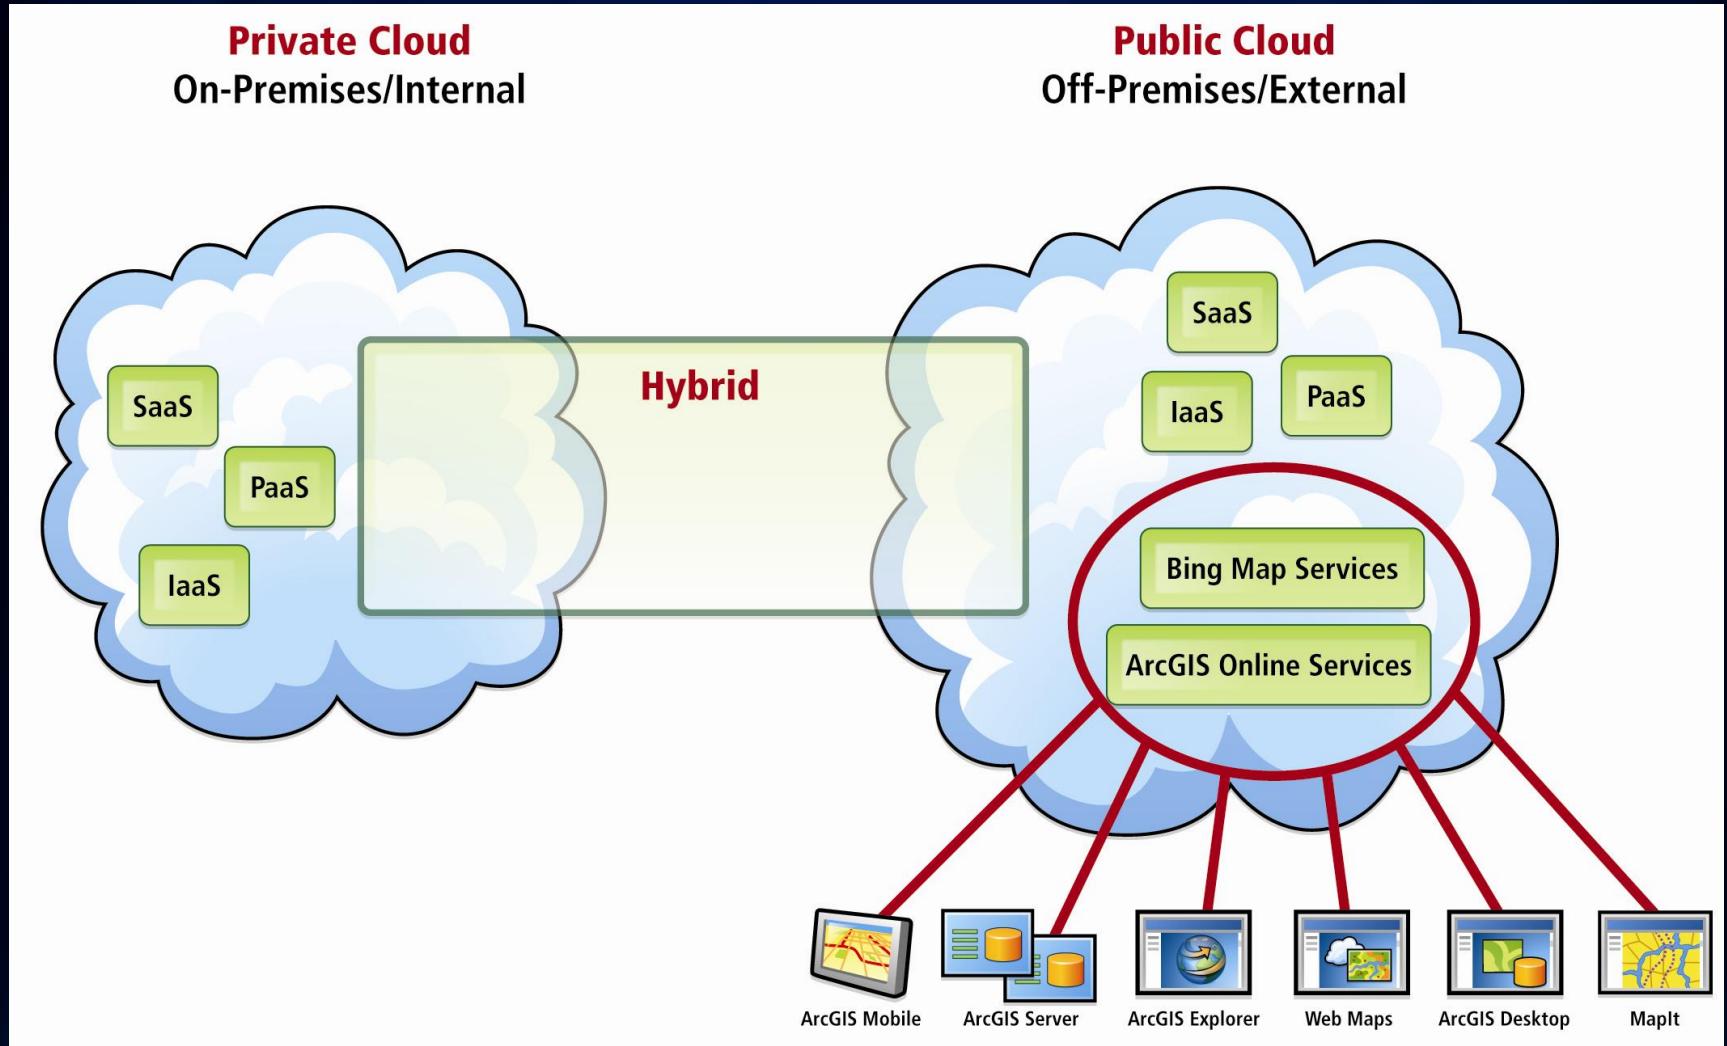 Private Cloud
On-Premises/Internal
Public Cloud
Off-Premises/External
SaaS
PaaS
IaaS
Hybrid
SaaS
IaaS
PaaS
Bing Map Services
ArcGIS Online Services
ArcGIS Mobile
ArcGIS Server
ArcGIS Explorer
Web Maps
ArcGIS Desktop
MapIt